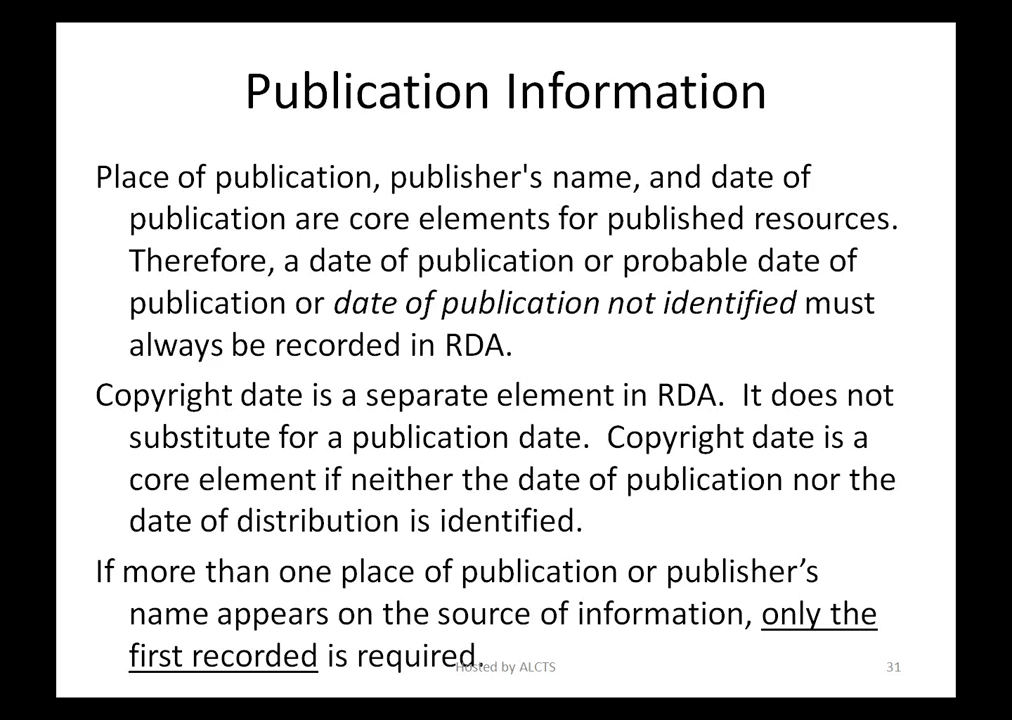 Publication Information
Place of publication, publisher's name, and date of
publication are core elements for published resources.
Therefore, a date of publication or probable date of
publication or date of publication not identified must
always be recorded in RDA.
Copyright date is a separate element in RDA.  It does not
substitute for a publication date.  Copyright date is a
core element if neither the date of publication nor the
date of distribution is identified.
If more than one place of publication or publisher’s
name appears on the source of information, only the
first recorded is required.
Hosted by ALCTS
31